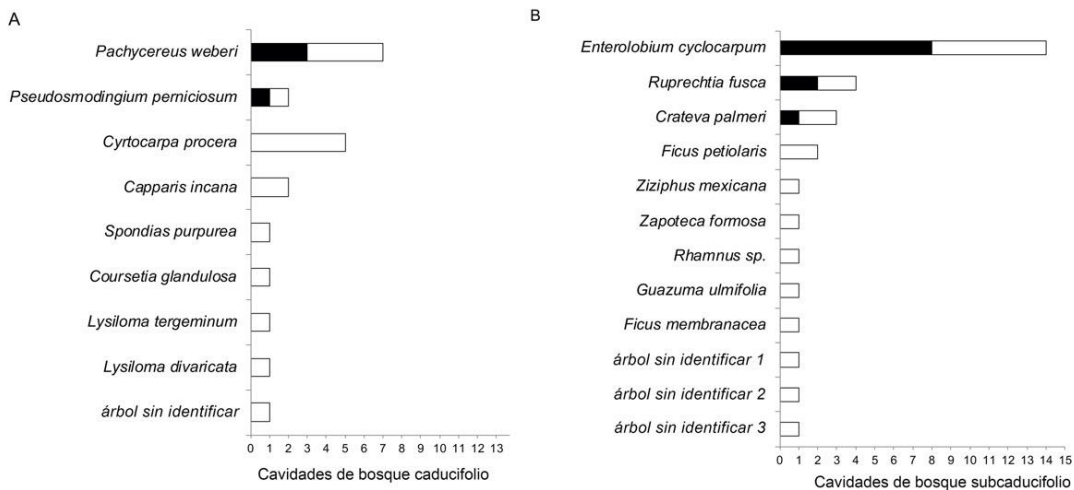 A
Pachycereus weberi
Pseudosmodingium perniciosum
Cyrtocarpa procera
Capparis incana
Spondias purpurea
Coursetia glandulosa
Lysiloma tergeminum
Lysiloma divaricata
árbol sin identificar
0 1 2 3 4 5 6 7 8 9 10 11 12 13
Cavidades de bosque caducifolio
B
Enterolobium cyclocarpum
Ruprechtia fusca
Crateva palmeri
Ficus petiolaris
Ziziphus mexicana
Zapoteca formosa
Rhamnus sp.
Guazuma ulmifolia
Ficus membranacea
árbol sin identificar 1
árbol sin identificar 2
árbol sin identificar 3
0 1 2 3 4 5 6 7 8 9 10 11 12 13 14 15
Cavidades de bosque subcaducifolio